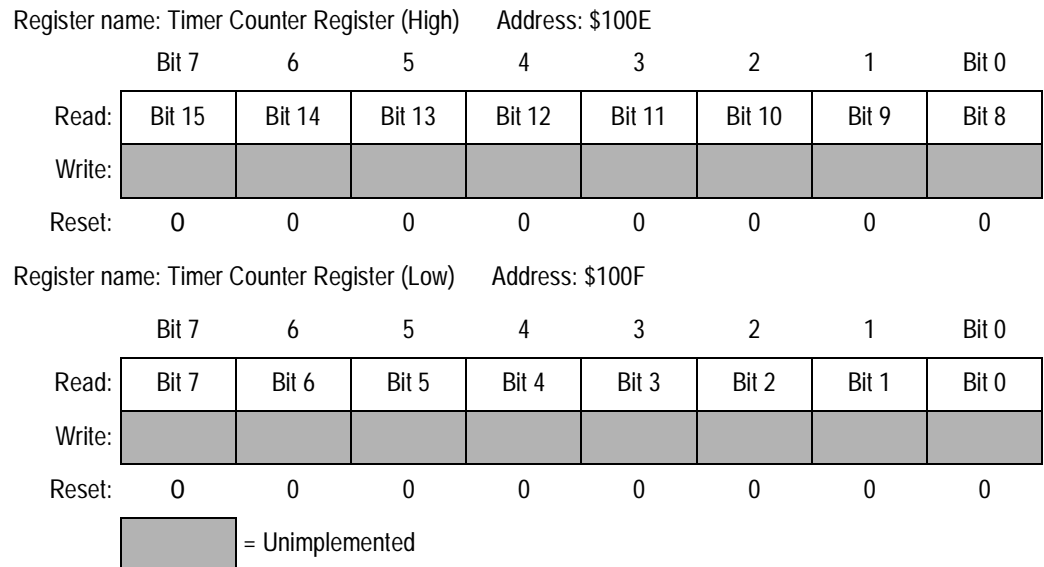 Register name: Timer Counter Register (High) Address: $100E
Bit 7 6 5 4 3 2 1 Bit 0
Read: Bit 15 Bit 14 Bit 13 Bit 12 Bit 11 Bit 10 Bit 9 Bit 8
Write:
Reset: 0 0 0 0 0 0 0 0
Register name: Timer Counter Register (Low) Address: $100F
Bit 7 6 5 4 3 2 1 Bit 0
Read: Bit 7 Bit 6 Bit 5 Bit 4 Bit 3 Bit 2 Bit 1 Bit 0
Write:
Reset: 0 0 0 0 0 0 0 0
= Unimplemented